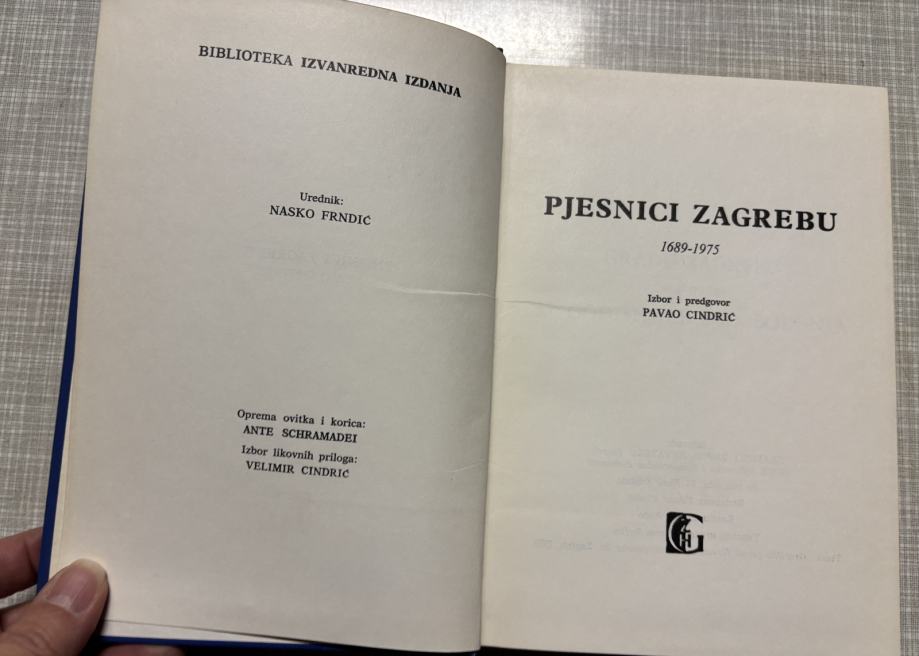 BIBLIOTEKA IZVANREDNA IZDANJA
Urednik:
NASKO FRNDIĆ
Oprema ovitka i korica:
ANTE SCHRAMADEI
Izbor likovnih priloga:
VELIMIR CINDRIĆ
PJESNICI ZAGREBU
1689-1975
Izbor i predgovor
PAVAO CINDRIĆ